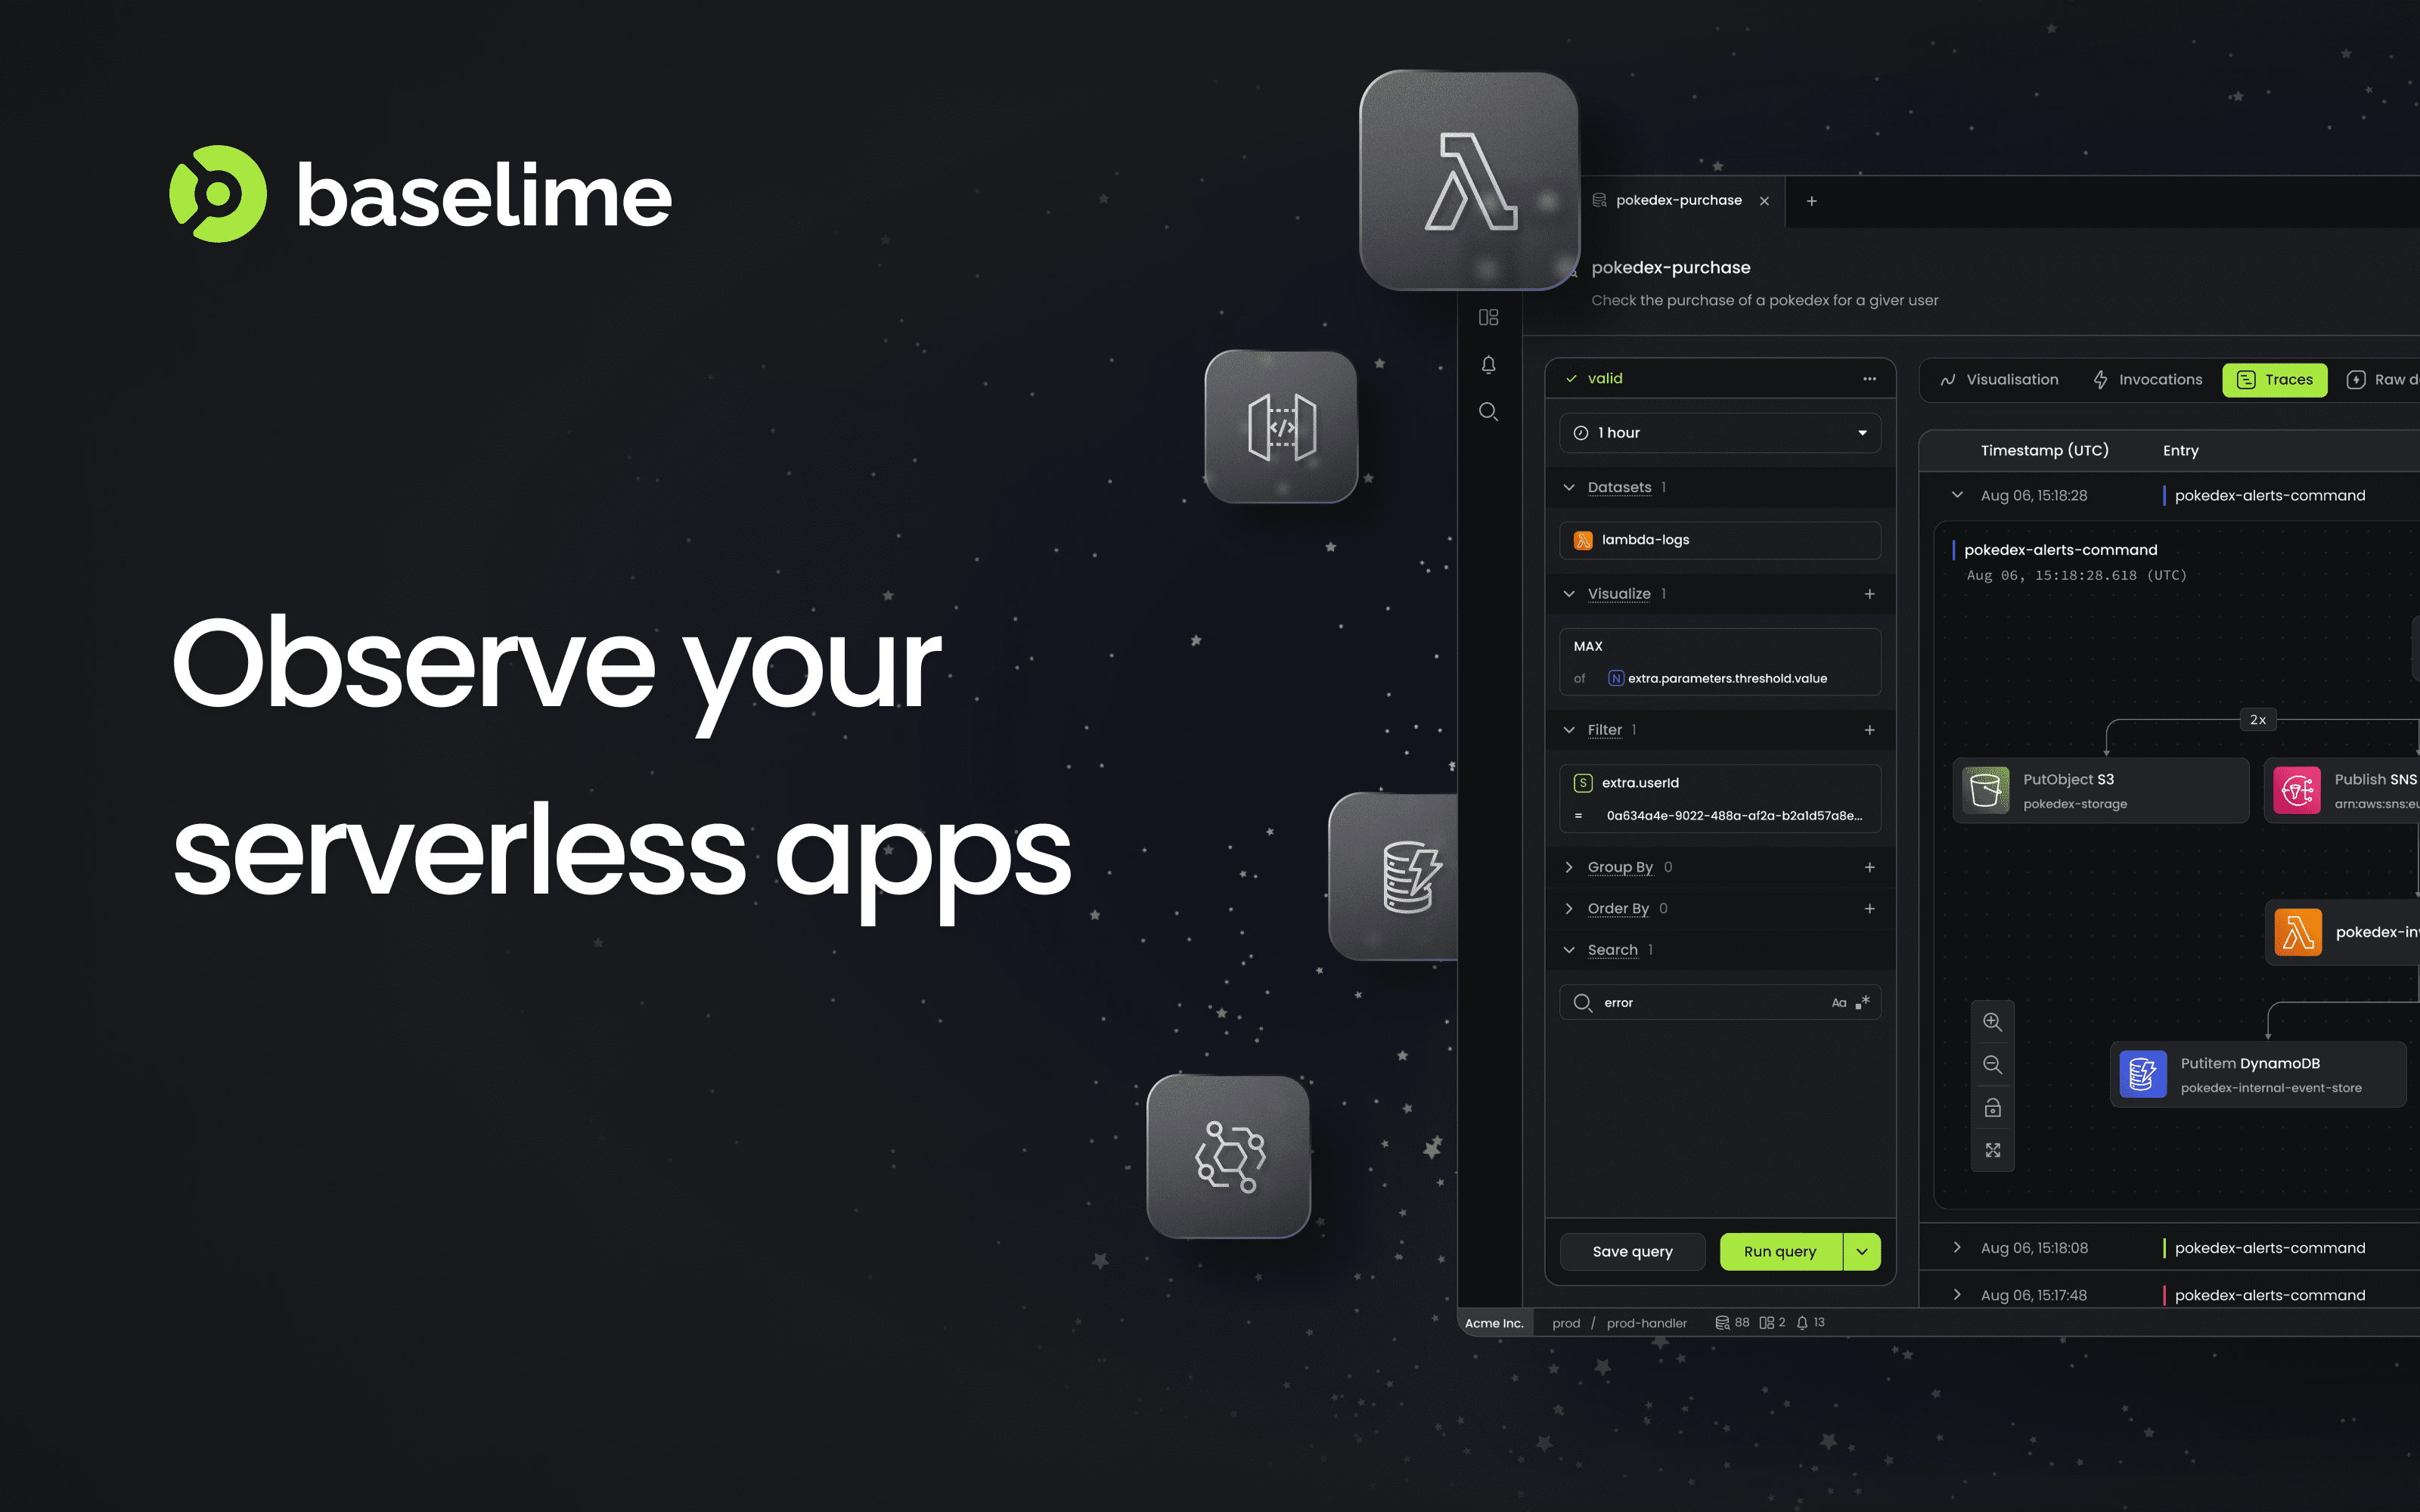 baselime
Observe your
serverless apps
pokedex-purchase
pokedex-purchase
Check the purchase of a pokedex for a giver user
valid
1 hour
Datasets 1
lambda-logs
Visualize 1
MAX
of N extra.parameters.threshold.value
Filter 1
S extra.userId
= 0a634a4e-9022-488a-af2a-b2a1d57a8e...
Group By 0
Order By 0
Search 1
error Aa
Save query Run query
Visualisation Invocations Traces Raw d
Timestamp (UTC) Entry
Aug 06, 15:18:28 pokedex-alerts-command
pokedex-alerts-command
Aug 06, 15:18:28.618 (UTC)
2x
PutObject S3
pokedex-storage
Publish SNS
arn:aws:sns:eu
pokedex-in
Putitem DynamoDB
pokedex-internal-event-store
Aug 06, 15:18:08 pokedex-alerts-command
Aug 06, 15:17:48 pokedex-alerts-command
Acme Inc. prod / prod-handler 88 2 13